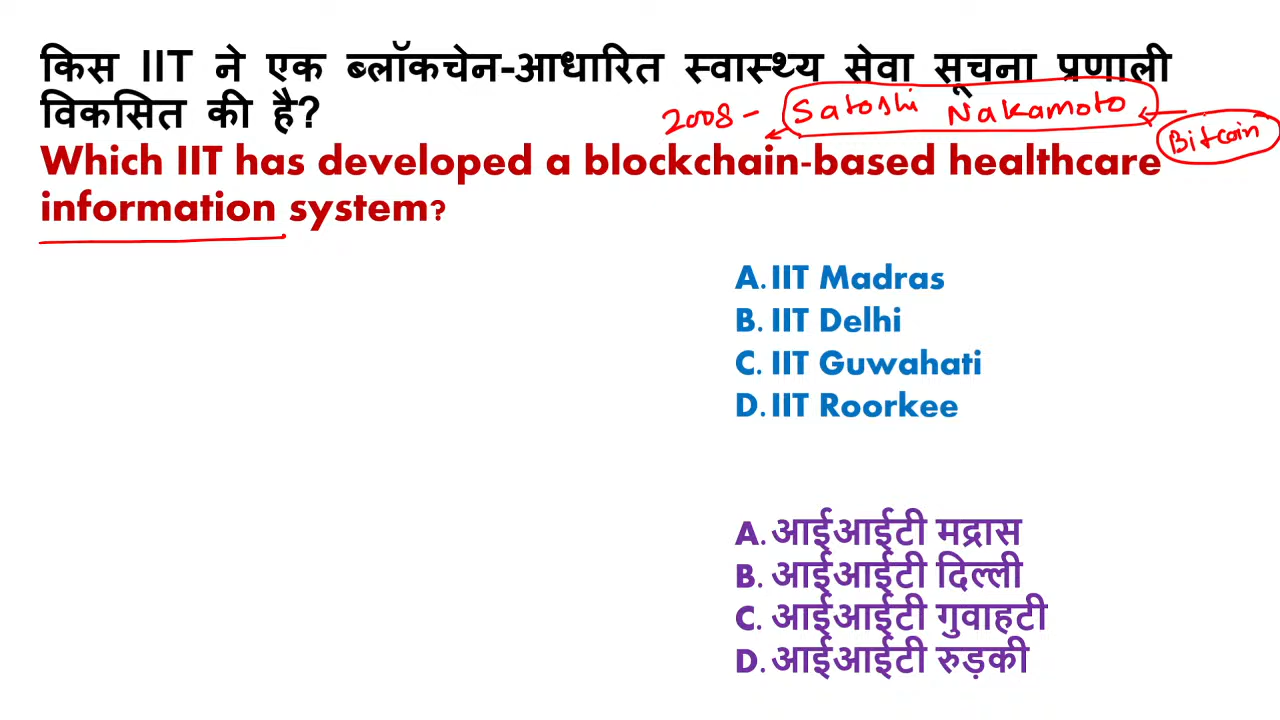 किस IIT ने एक ब्लॉकचेन-आधारित स्वास्थ्य सेवा सूचना प्रणाली
विकसित की है?
2008 - Satoshi Nakamoto
Bitcoin
Which IIT has developed a blockchain-based healthcare
information system?
A. IIT Madras
B. IIT Delhi
C. IIT Guwahati
D. IIT Roorkee
A. आईआईटी मद्रास
B. आईआईटी दिल्ली
C. आईआईटी गुवाहटी
D. आईआईटी रुड़की